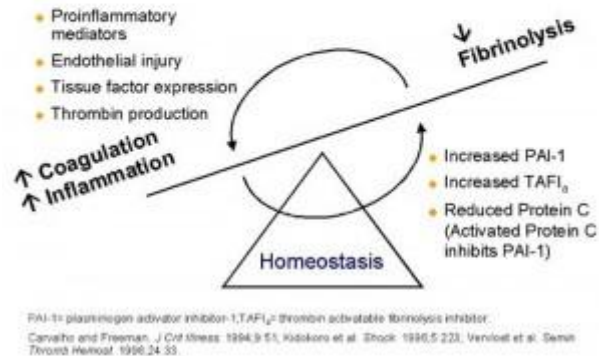 Proinflammatory
mediators
Endothelial injury
Tissue factor expression
Thrombin production
↓
Fibrinolysis
↑ Coagulation
↑ Inflammation
Increased PAI-1
Increased TAFIa
Reduced Protein C
(Activated Protein C
inhibits PAI-1)
Homeostasis
PAI-1= plasminogen activator inhibitor-1,TAFIa= thrombin activatable fibrinolysis inhibitor.
Carvalho and Freeman. J Crit Illness. 1994;9:51, Kidokoro et al. Shock. 1996;5:223, Vervloet et al. Semin
Thromb Hemost. 1998;24:33.